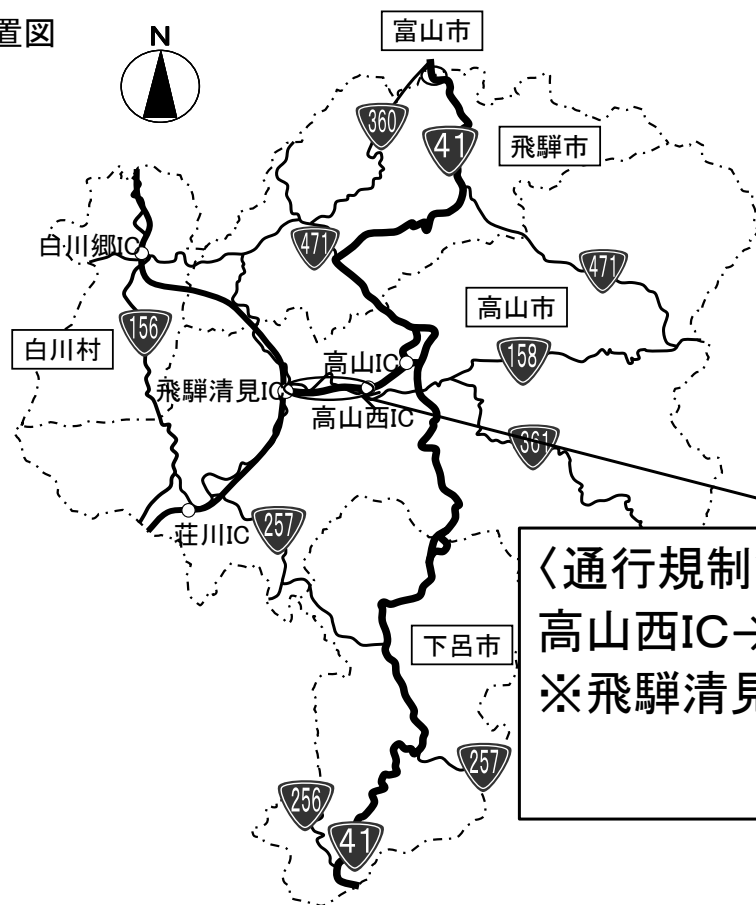 置図
N
富山市
360
41
飛騨市
白川郷IC
471
471
高山市
156
白川村
高山IC
158
飛騨清見IC
高山西IC
361
荘川IC
257
〈通行規制
高山西IC→
※飛騨清見
下呂市
257
256
41